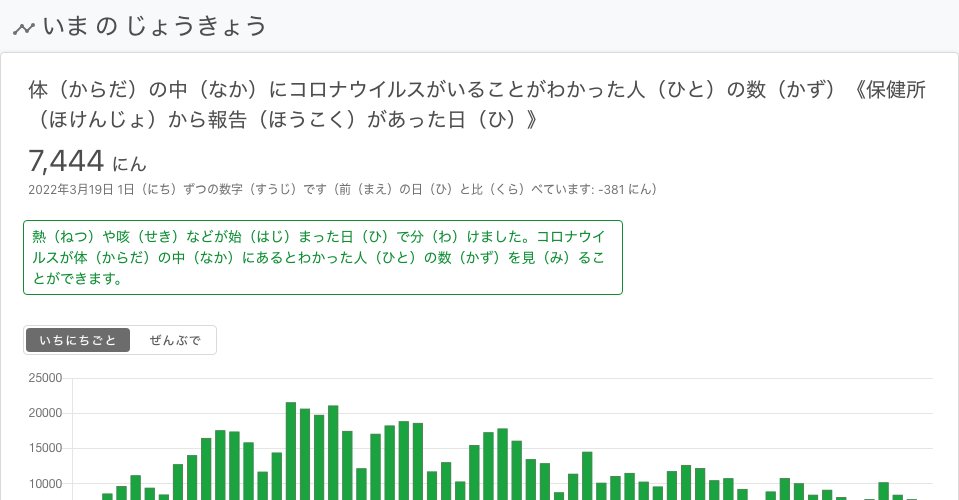 いまのじょうきょう
体（からだ）の中（なか）にコロナウイルスがいることがわかった人（ひと）の数（かず）《保健所
（ほけんじょ）から報告（ほうこく）があった日（ひ）》
7,444 にん
2022年3月19日 1日（にち）ずつの数字（すうじ）です（前（まえ）の日（ひ）と比（くら）べています: -381 にん）
熱（ねつ）や咳（せき）などが始（はじ）まった日（ひ）で分（わ）けました。コロナウイ
ルスが体（からだ）の中（なか）にあるとわかった人（ひと）の数（かず）を見（み）るこ
とができます。
いちにちごと ぜんぶで
25000
20000
15000
10000